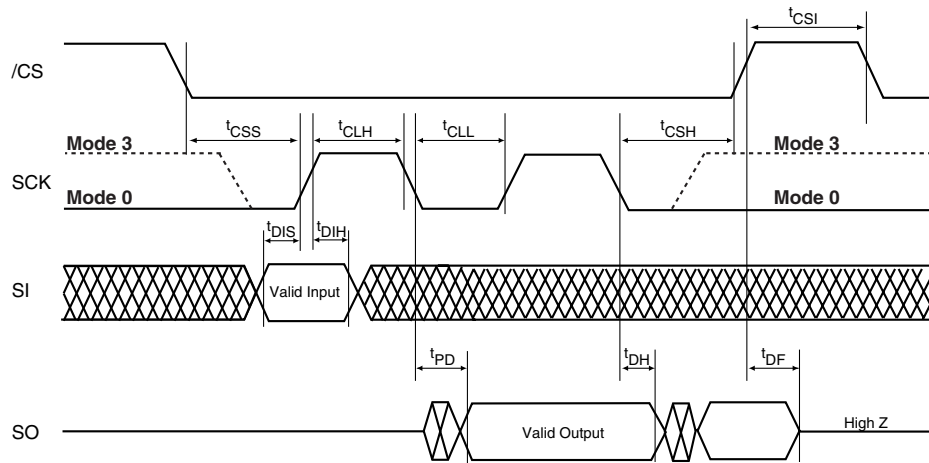 tCSI
/CS
tCSS
tCLH
tCLL
tCSH
Mode 3
Mode 3
SCK
Mode 0
Mode 0
tDIS
tDIH
SI
Valid Input
tPD
tDH
tDF
SO
Valid Output
High Z